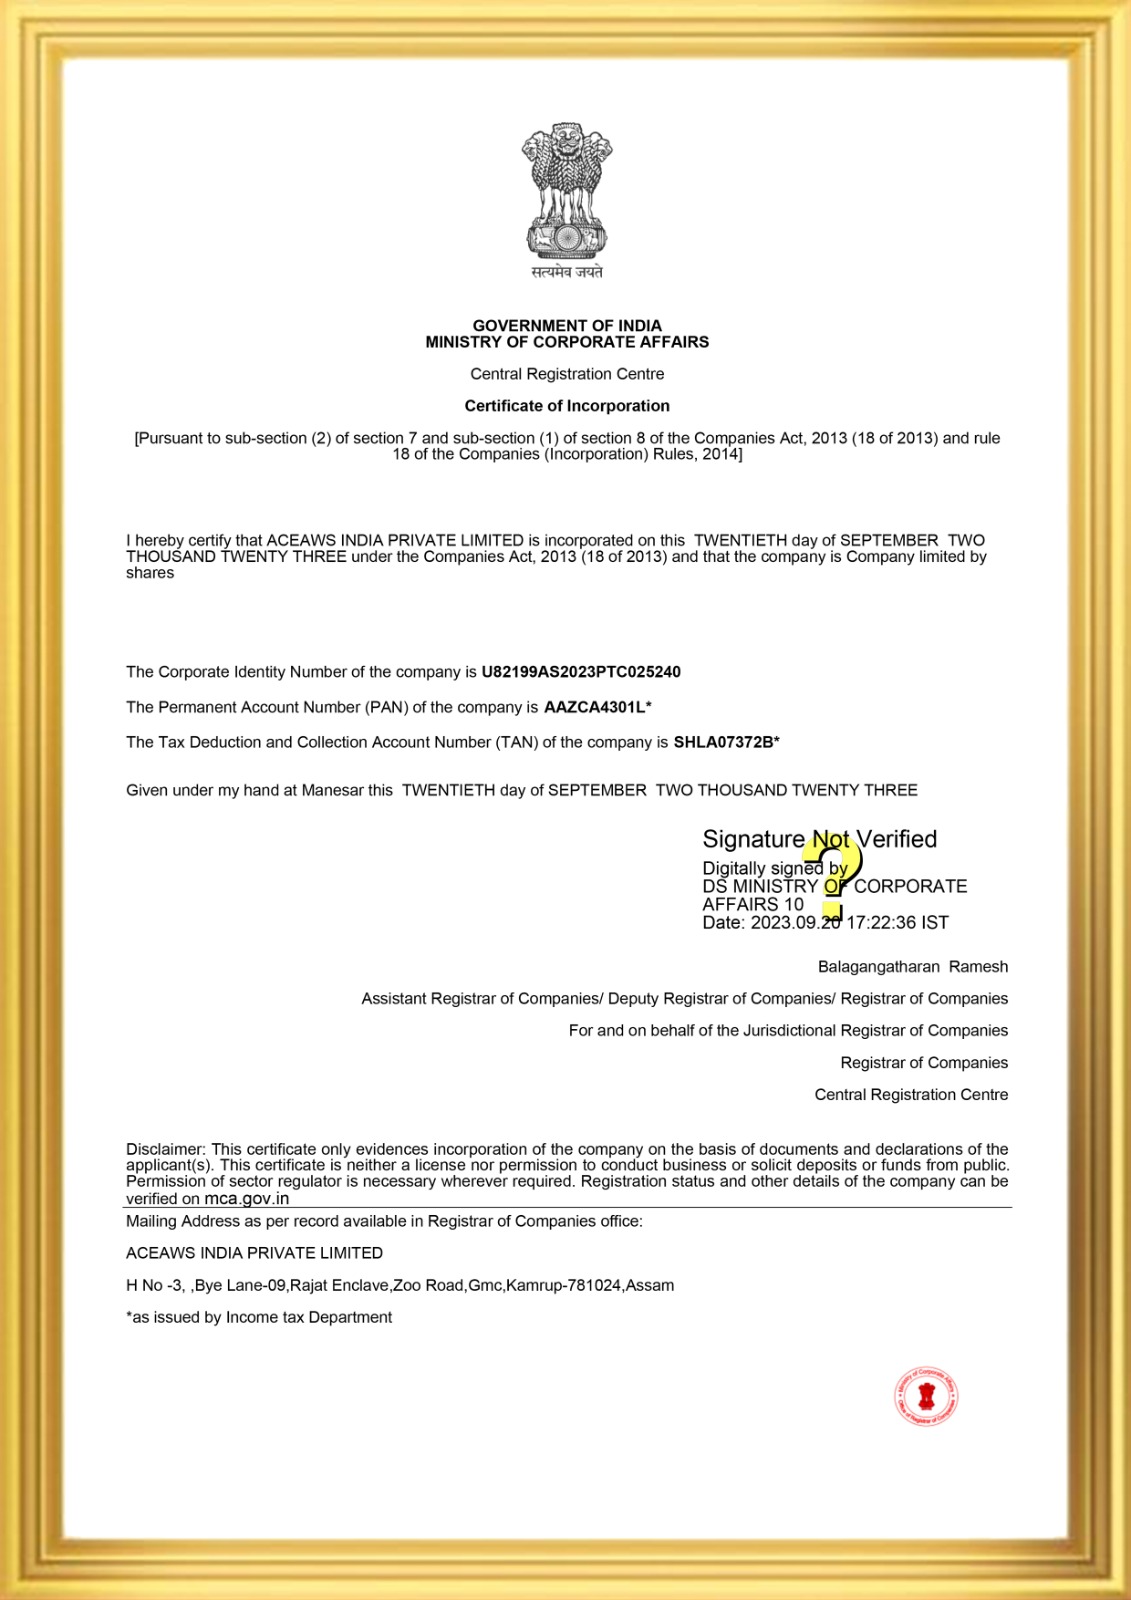 सत्यमेव जयते
GOVERNMENT OF INDIA
MINISTRY OF CORPORATE AFFAIRS
Central Registration Centre
Certificate of Incorporation
[Pursuant to sub-section (2) of section 7 and sub-section (1) of section 8 of the Companies Act, 2013 (18 of 2013) and rule
18 of the Companies (Incorporation) Rules, 2014]
I hereby certify that ACEAWS INDIA PRIVATE LIMITED is incorporated on this TWENTIETH day of SEPTEMBER TWO
THOUSAND TWENTY THREE under the Companies Act, 2013 (18 of 2013) and that the company is Company limited by
shares
The Corporate Identity Number of the company is U82199AS2023PTC025240
The Permanent Account Number (PAN) of the company is AAZCA4301L*
The Tax Deduction and Collection Account Number (TAN) of the company is SHLA07372B*
Given under my hand at Manesar this TWENTIETH day of SEPTEMBER TWO THOUSAND TWENTY THREE
Signature Not Verified
Digitally signed by
DS MINISTRY OF CORPORATE
AFFAIRS 10
Date: 2023.09.20 17:22:36 IST
?
Balagangatharan Ramesh
Assistant Registrar of Companies/ Deputy Registrar of Companies/ Registrar of Companies
For and on behalf of the Jurisdictional Registrar of Companies
Registrar of Companies
Central Registration Centre
Disclaimer: This certificate only evidences incorporation of the company on the basis of documents and declarations of the
applicant(s). This certificate is neither a license nor permission to conduct business or solicit deposits or funds from public.
Permission of sector regulator is necessary wherever required. Registration status and other details of the company can be
verified on mca.gov.in
Mailing Address as per record available in Registrar of Companies office:
ACEAWS INDIA PRIVATE LIMITED
H No -3, ,Bye Lane-09,Rajat Enclave,Zoo Road,Gmc,Kamrup-781024,Assam
*as issued by Income tax Department
Ministry of Corporate Affairs
Office of Registrar of Companies